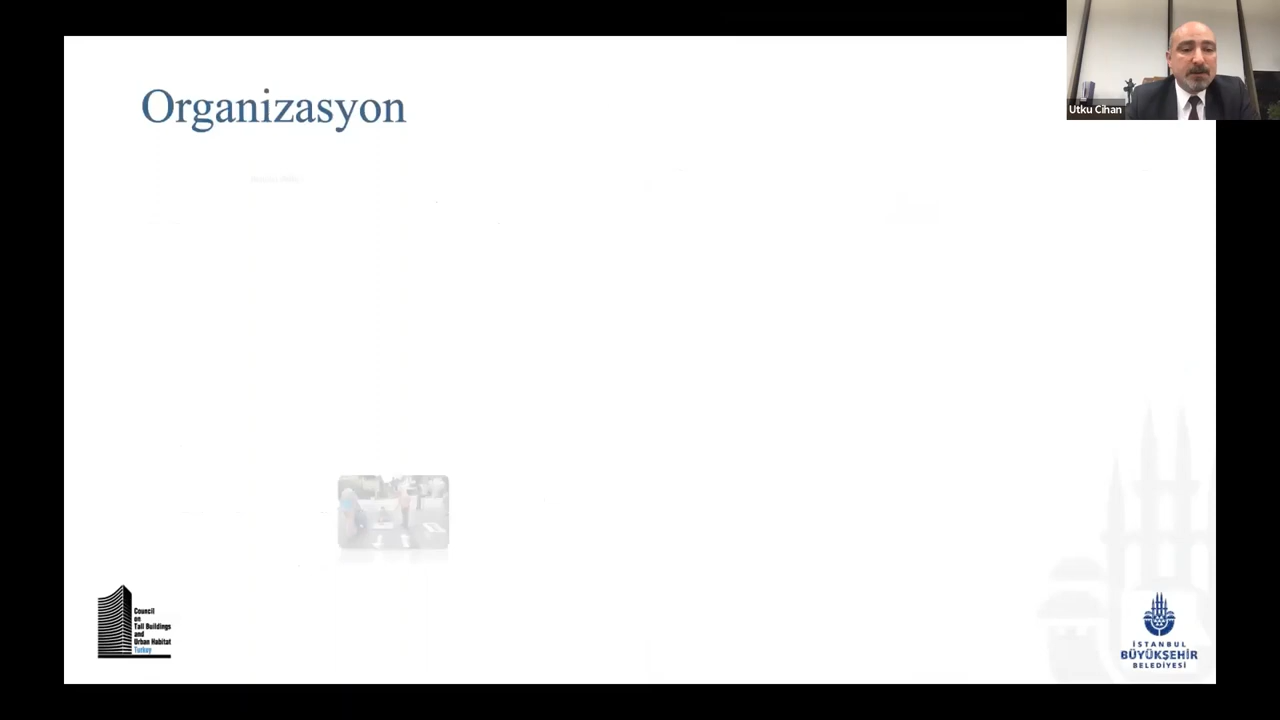 Organizasyon
Utku Cihan
Council
on
Tall Buildings
and
Urban Habitat
Turkey
İSTANBUL
BÜYÜKŞEHİR
BELEDİYESİ